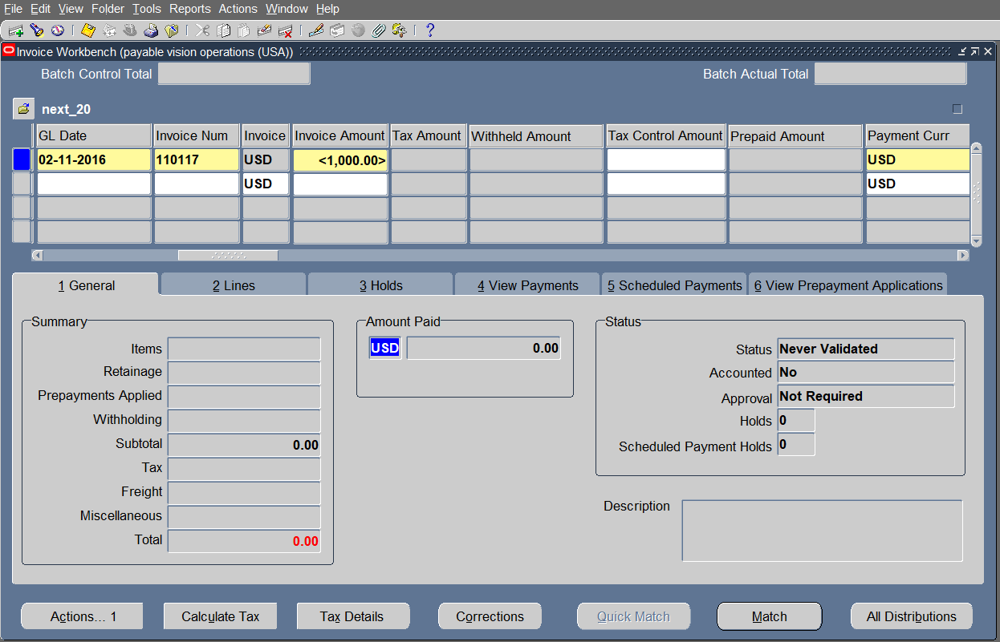 File Edit View Folder Tools Reports Actions Window Help
Invoice Workbench (payable vision operations (USA))
Batch Control Total Batch Actual Total
next_20
GL Date Invoice Num Invoice Invoice Amount Tax Amount Withheld Amount Tax Control Amount Prepaid Amount Payment Curr
02-11-2016 110117 USD <1,000.00> USD
USD USD
1 General 2 Lines 3 Holds 4 View Payments 5 Scheduled Payments 6 View Prepayment Applications
Summary Amount Paid Status
Items USD 0.00 Status Never Validated
Retainage Accounted No
Prepayments Applied Approval Not Required
Withholding Holds 0
Subtotal 0.00 Scheduled Payment Holds 0
Tax
Freight
Miscellaneous Description
Total 0.00
Actions... 1 Calculate Tax Tax Details Corrections Quick Match Match All Distributions